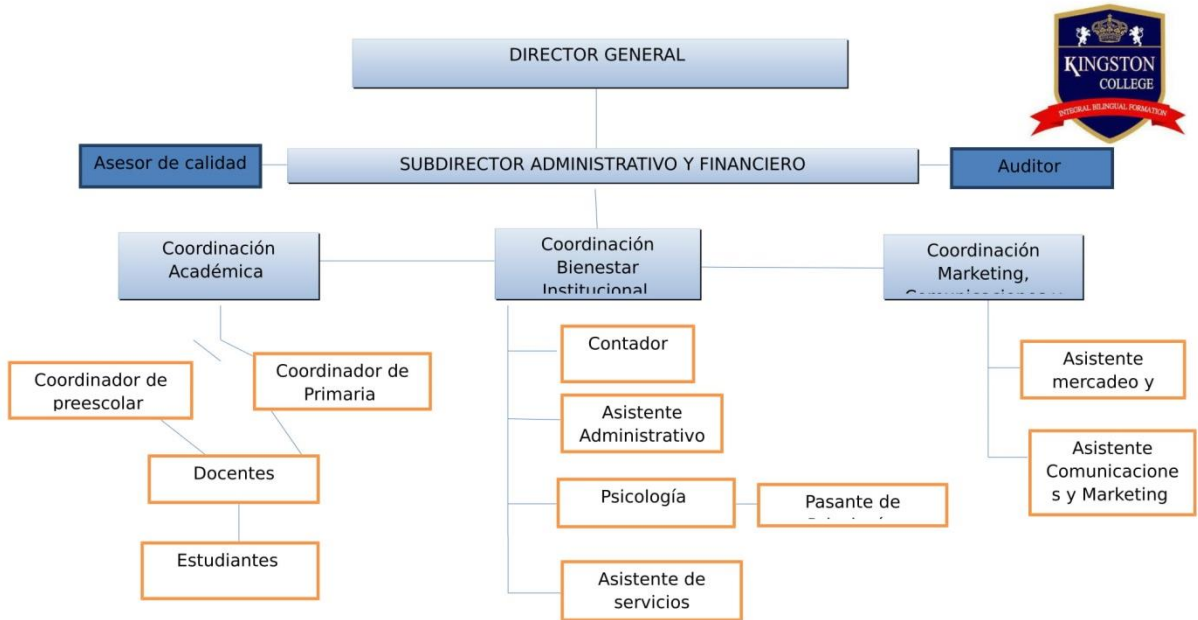 DIRECTOR GENERAL
KINGSTON
COLLEGE
INTEGRAL BILINGUAL FORMATION
Asesor de calidad
SUBDIRECTOR ADMINISTRATIVO Y FINANCIERO
Auditor
Coordinación
Académica
Coordinación
Bienestar
Institucional
Coordinación
Marketing,
Comunicaciones y
Coordinador de
preescolar
Coordinador de
Primaria
Docentes
Estudiantes
Contador
Asistente
Administrativo
Psicología
Pasante de
Asistente de
servicios
Asistente
mercadeo y
Asistente
Comunicacione
s y Marketing